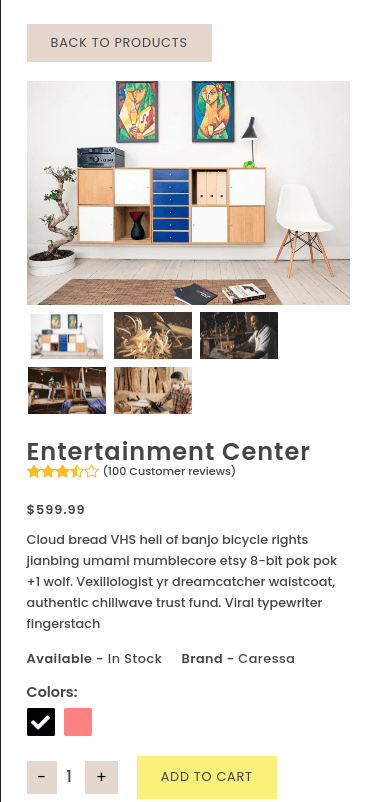 BACK TO PRODUCTS
Entertainment Center
(100 Customer reviews)
$599.99
Cloud bread VHS hell of banjo bicycle rights
jianbing umami mumblecore etsy 8-bit pok pok
+1 wolf. Vexillologist yr dreamcatcher waistcoat,
authentic chillwave trust fund. Viral typewriter
fingerstach
Available - In Stock Brand - Caressa
Colors:
- 1 + ADD TO CART